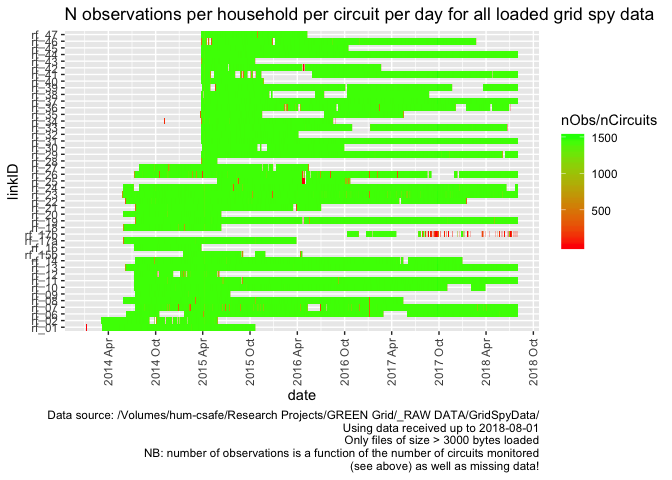 N observations per household per circuit per day for all loaded grid spy data
linkID
rf_47
rf_46
rf_45
rf_44
rf_43
rf_42
rf_41
rf_40
rf_39
rf_38
rf_37
rf_36
rf_35
rf_34
rf_33
rf_32
rf_31
rf_30
rf_29
rf_28
rf_27
rf_26
rf_25
rf_24
rf_23
rf_22
rf_21
rf_20
rf_19
rf_18
rf_17b
rf_17a
rf_16
rf_15b
rf_14
rf_13
rf_12
rf_11
rf_10
rf_09
rf_08
rf_07
rf_06
rf_02
rf_01
2014 Apr
2014 Oct
2015 Apr
2015 Oct
2016 Apr
2016 Oct
2017 Apr
2017 Oct
2018 Apr
2018 Oct
date
nObs/nCircuits
1500
1000
500
Data source: /Volumes/hum-csafe/Research Projects/GREEN Grid/_RAW DATA/GridSpyData/
Using data received up to 2018-08-01
Only files of size > 3000 bytes loaded
NB: number of observations is a function of the number of circuits monitored
(see above) as well as missing data!